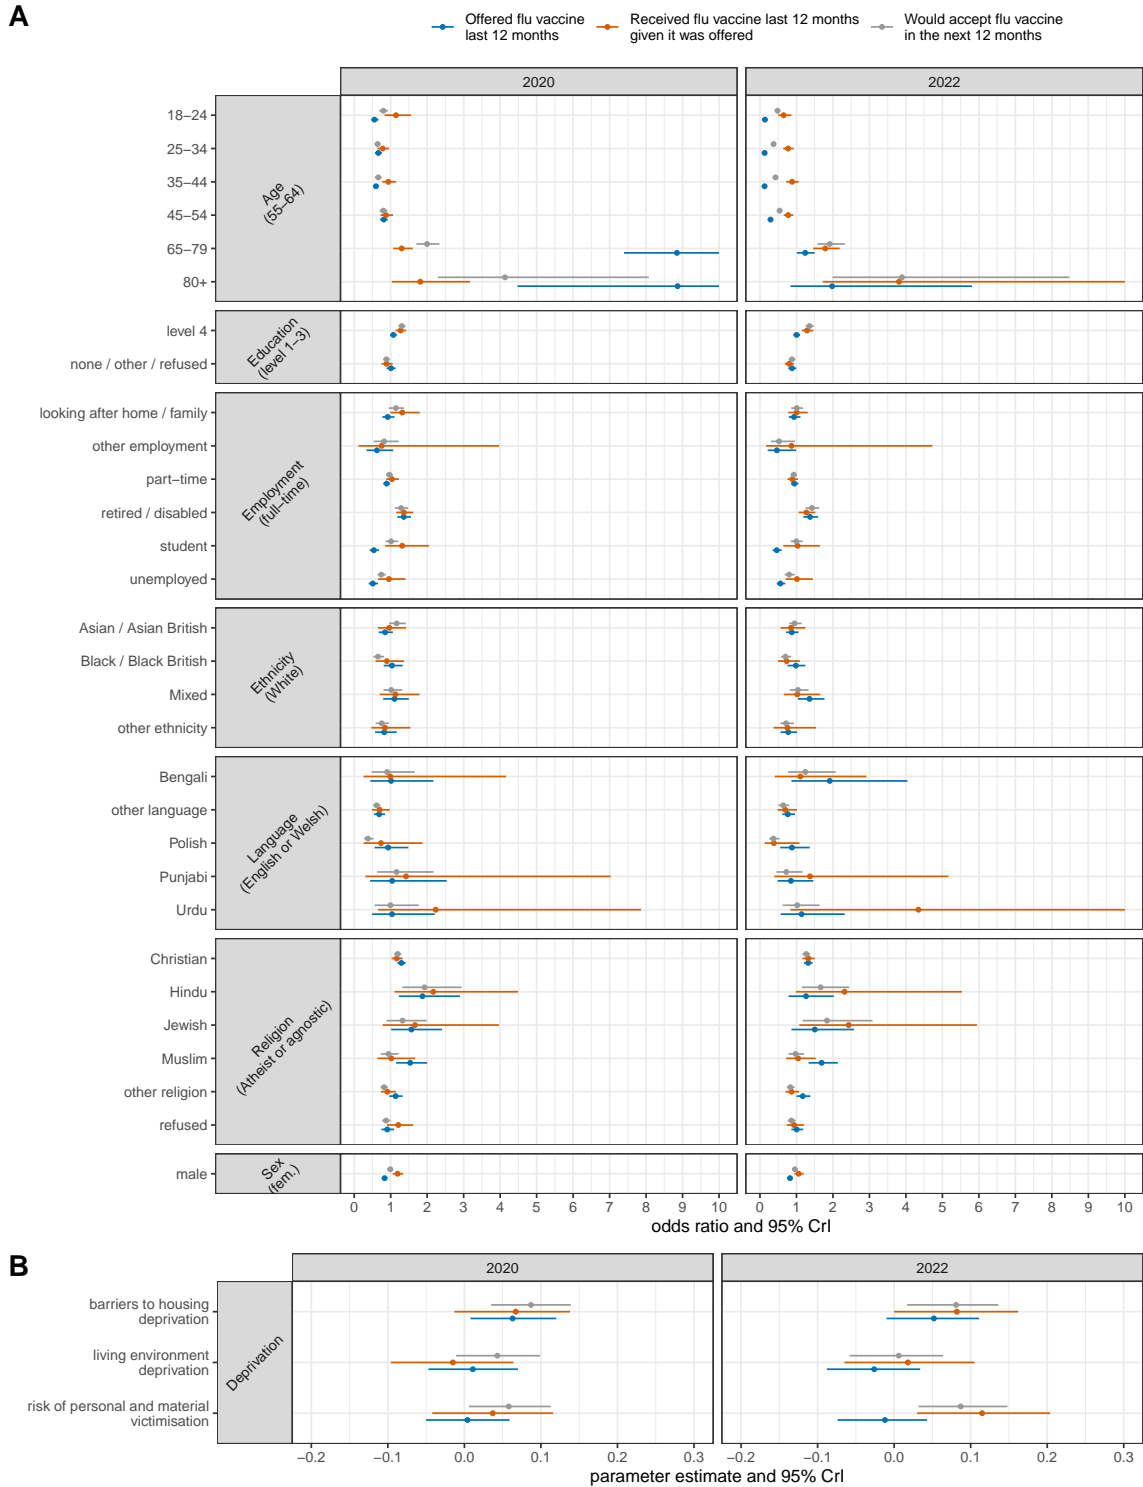 A
Offered flu vaccine
last 12 months
Received flu vaccine last 12 months
given it was offered
Would accept flu vaccine
in the next 12 months
2020
2022
Age
(55−64)
18−24
25−34
35−44
45−54
65−79
80+
Education
(level 1−3)
level 4
none / other / refused
Employment
(full−time)
looking after home / family
other employment
part−time
retired / disabled
student
unemployed
Ethnicity
(White)
Asian / Asian British
Black / Black British
Mixed
other ethnicity
Language
(English or Welsh)
Bengali
other language
Polish
Punjabi
Urdu
Religion
(Atheist or agnostic)
Christian
Hindu
Jewish
Muslim
other religion
refused
Sex
(fem.)
male
0 1 2 3 4 5 6 7 8 9 10
0 1 2 3 4 5 6 7 8 9 10
odds ratio and 95% CrI
B
2020
2022
Deprivation
barriers to housing
deprivation
living environment
deprivation
risk of personal and material
victimisation
−0.2 −0.1 0.0 0.1 0.2 0.3
−0.2 −0.1 0.0 0.1 0.2 0.3
parameter estimate and 95% CrI